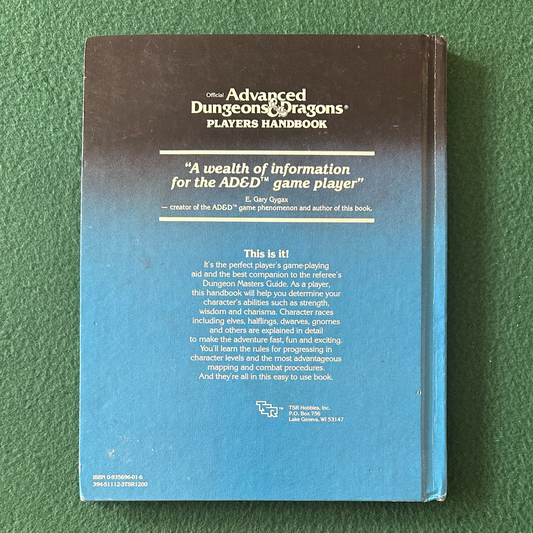 Official Advanced
Dungeons & Dragons®
PLAYERS HANDBOOK
"A wealth of information
for the AD&D™ game player"
E. Gary Gygax
— creator of the AD&D™ game phenomenon and author of this book.
This is it!
It's the perfect player's game-playing
aid and the best companion to the referee's
Dungeon Masters Guide. As a player,
this handbook will help you determine your
character's abilities such as strength,
wisdom and charisma. Character races
including elves, halflings, dwarves, gnomes
and others are explained in detail
to make the adventure fast, fun and exciting.
You'll learn the rules for progressing in
character levels and the most advantageous
mapping and combat procedures.
And they're all in this easy to use book.
TSR™
TSR Hobbies, Inc.
P.O. Box 756
Lake Geneva, WI 53147
ISBN 0-935696-01-6
394-51112-3TSR1200